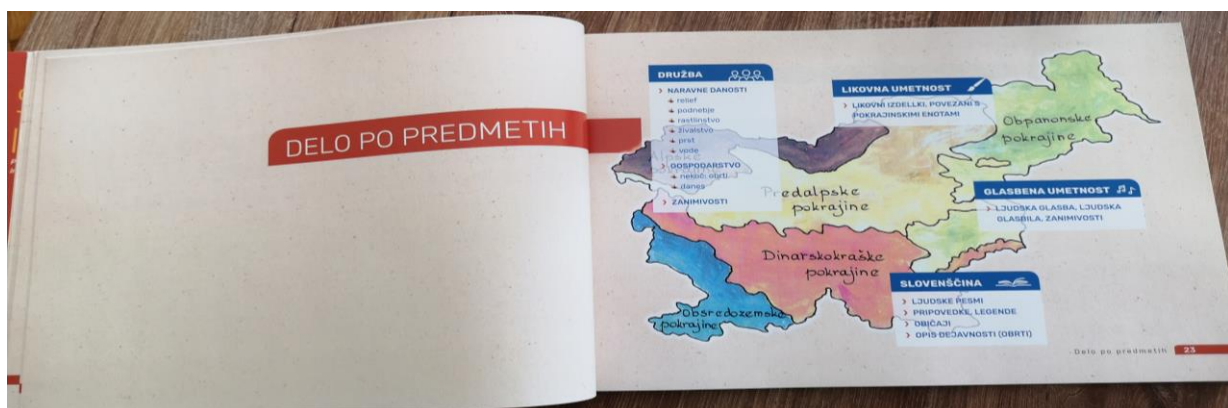 DELO PO PREDMETIH
DRUŽBA
NARAVNE DANOSTI
relief
podnebje
rastlinstvo
živalstvo
prst
vode
GOSPODARSTVO
nekoč: obrti
danes
ZANIMIVOSTI
LIKOVNA UMETNOST
LIKOVNI IZDELLKI, POVEZANI S
POKRAJINSKIMI ENOTAMI
Obpanonske
pokrajine
Alpske
Predalpske
pokrajine
GLASBENA UMETNOST
LJUDSKA GLASBA, LJUDSKA
GLASBILA, ZANIMIVOSTI
Dinarskokraške
pokrajine
Obsredozemske
pokrajine
SLOVENŠČINA
LJUDSKE PESMI
PRIPOVEDKE, LEGENDE
OBIČAJI
OPIS DEJAVNOSTI (OBRTI)
Delo po predmetih 23